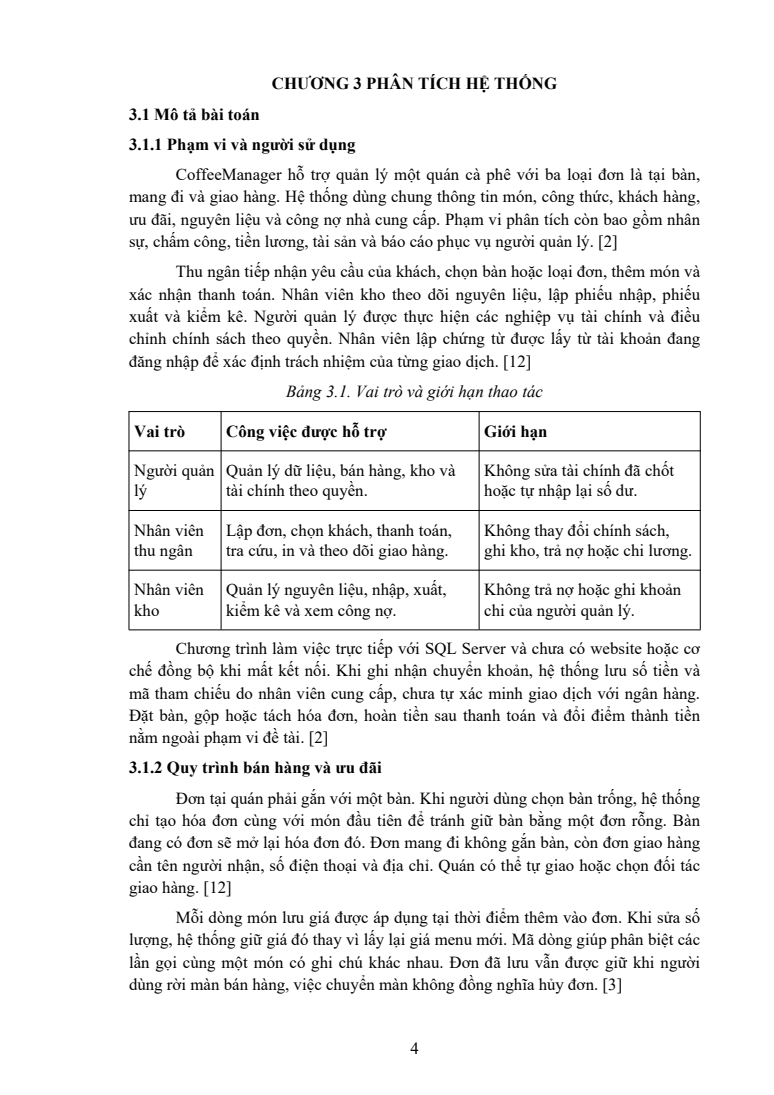 CHƯƠNG 3 PHÂN TÍCH HỆ THỐNG
3.1 Mô tả bài toán
3.1.1 Phạm vi và người sử dụng
CoffeeManager hỗ trợ quản lý một quán cà phê với ba loại đơn là tại bàn,
mang đi và giao hàng. Hệ thống dùng chung thông tin món, công thức, khách hàng,
ưu đãi, nguyên liệu và công nợ nhà cung cấp. Phạm vi phân tích còn bao gồm nhân
sự, chấm công, tiền lương, tài sản và báo cáo phục vụ người quản lý. [2]
Thu ngân tiếp nhận yêu cầu của khách, chọn bàn hoặc loại đơn, thêm món và
xác nhận thanh toán. Nhân viên kho theo dõi nguyên liệu, lập phiếu nhập, phiếu
xuất và kiểm kê. Người quản lý được thực hiện các nghiệp vụ tài chính và điều
chỉnh chính sách theo quyền. Nhân viên lập chứng từ được lấy từ tài khoản đang
đăng nhập để xác định trách nhiệm của từng giao dịch. [12]
Bảng 3.1. Vai trò và giới hạn thao tác
Vai trò Công việc được hỗ trợ Giới hạn
Người quản Quản lý dữ liệu, bán hàng, kho và Không sửa tài chính đã chốt
lý tài chính theo quyền. hoặc tự nhập lại số dư.
Nhân viên Lập đơn, chọn khách, thanh toán, Không thay đổi chính sách,
thu ngân tra cứu, in và theo dõi giao hàng. ghi kho, trả nợ hoặc chi lương.
Nhân viên Quản lý nguyên liệu, nhập, xuất, Không trả nợ hoặc ghi khoản
kho kiểm kê và xem công nợ. chi của người quản lý.
Chương trình làm việc trực tiếp với SQL Server và chưa có website hoặc cơ
chế đồng bộ khi mất kết nối. Khi ghi nhận chuyển khoản, hệ thống lưu số tiền và
mã tham chiếu do nhân viên cung cấp, chưa tự xác minh giao dịch với ngân hàng.
Đặt bàn, gộp hoặc tách hóa đơn, hoàn tiền sau thanh toán và đổi điểm thành tiền
nằm ngoài phạm vi đề tài. [2]
3.1.2 Quy trình bán hàng và ưu đãi
Đơn tại quán phải gắn với một bàn. Khi người dùng chọn bàn trống, hệ thống
chỉ tạo hóa đơn cùng với món đầu tiên để tránh giữ bàn bằng một đơn rỗng. Bàn
đang có đơn sẽ mở lại hóa đơn đó. Đơn mang đi không gắn bàn, còn đơn giao hàng
cần tên người nhận, số điện thoại và địa chỉ. Quán có thể tự giao hoặc chọn đối tác
giao hàng. [12]
Mỗi dòng món lưu giá được áp dụng tại thời điểm thêm vào đơn. Khi sửa số
lượng, hệ thống giữ giá đó thay vì lấy lại giá menu mới. Mã dòng giúp phân biệt các
lần gọi cùng một món có ghi chú khác nhau. Đơn đã lưu vẫn được giữ khi người
dùng rời màn bán hàng, việc chuyển màn không đồng nghĩa hủy đơn. [3]
4